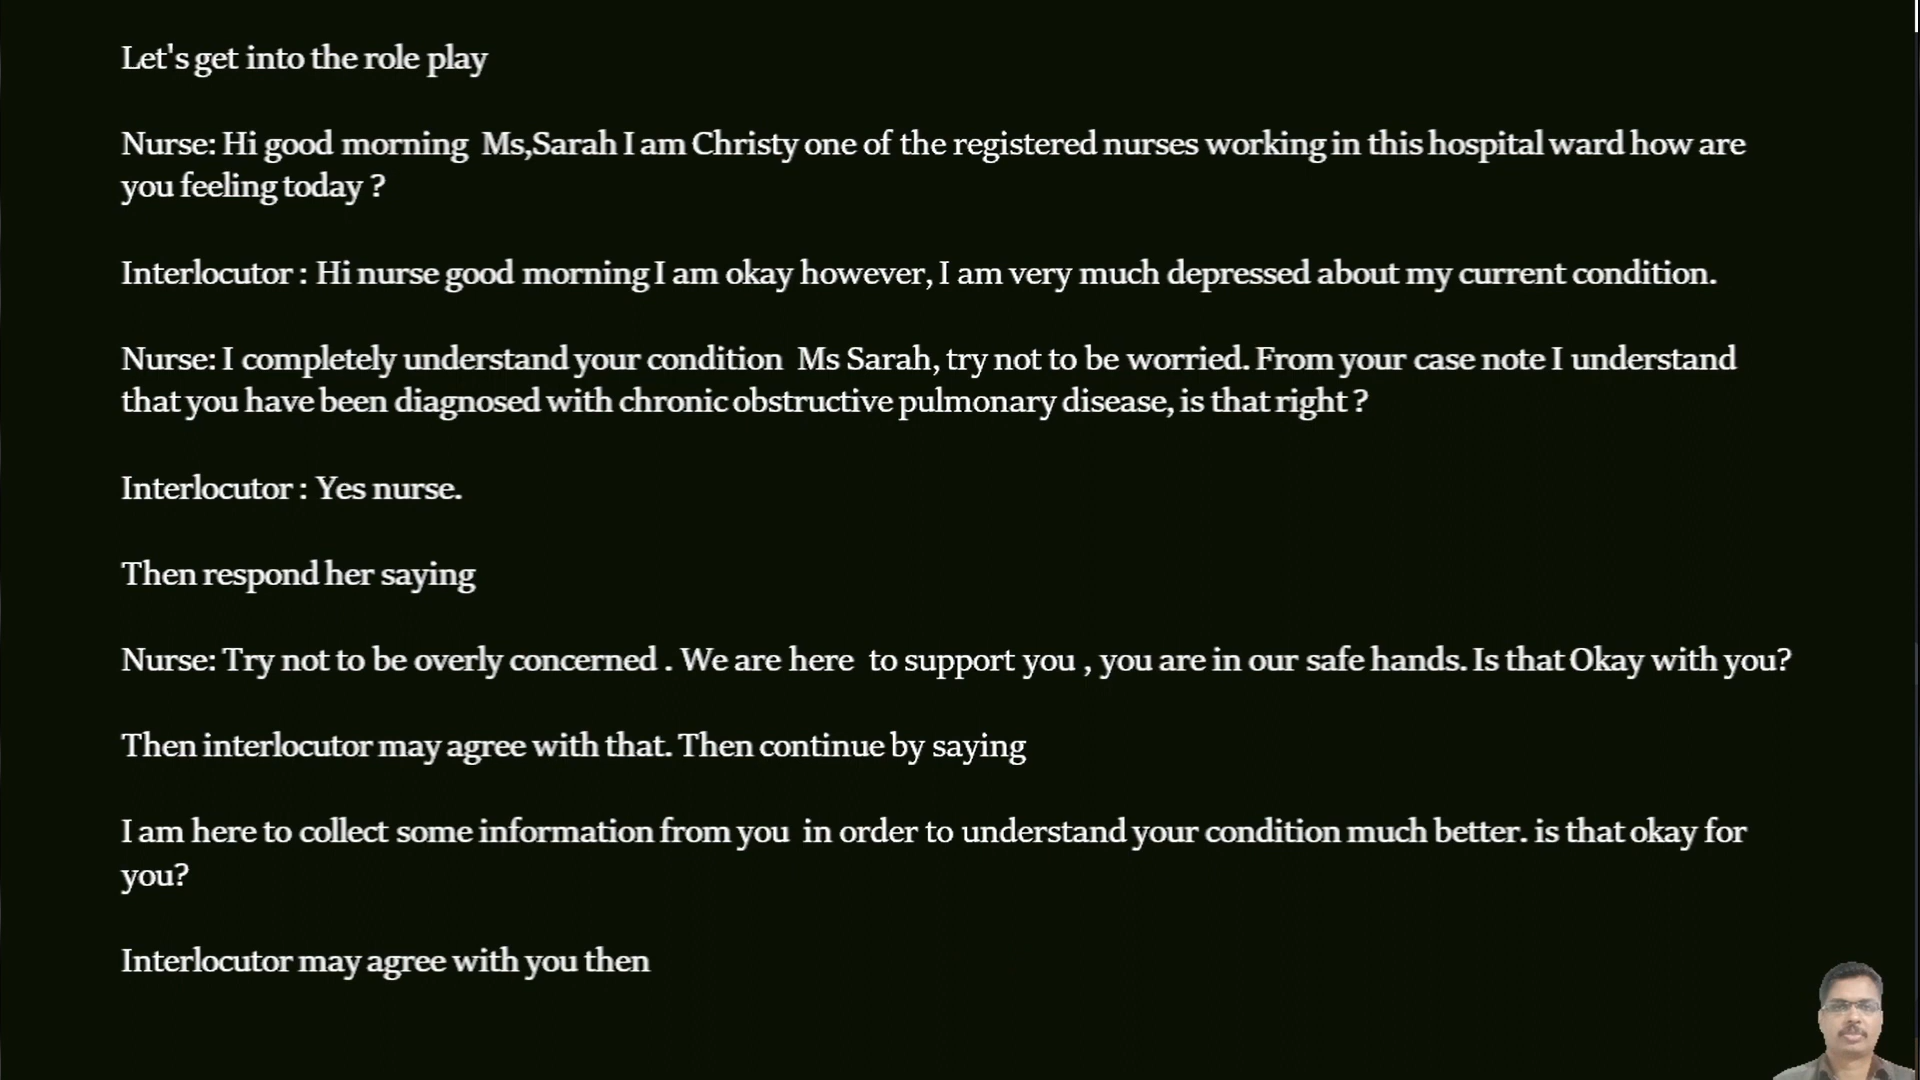 Let's get into the role play
Nurse: Hi good morning Ms,Sarah I am Christy one of the registered nurses working in this hospital ward how are
you feeling today ?
Interlocutor : Hi nurse good morning I am okay however, I am very much depressed about my current condition.
Nurse: I completely understand your condition Ms Sarah, try not to be worried. From your case note I understand
that you have been diagnosed with chronic obstructive pulmonary disease, is that right ?
Interlocutor : Yes nurse.
Then respond her saying
Nurse: Try not to be overly concerned . We are here to support you , you are in our safe hands. Is that Okay with you?
Then interlocutor may agree with that. Then continue by saying
I am here to collect some information from you in order to understand your condition much better. is that okay for
you?
Interlocutor may agree with you then